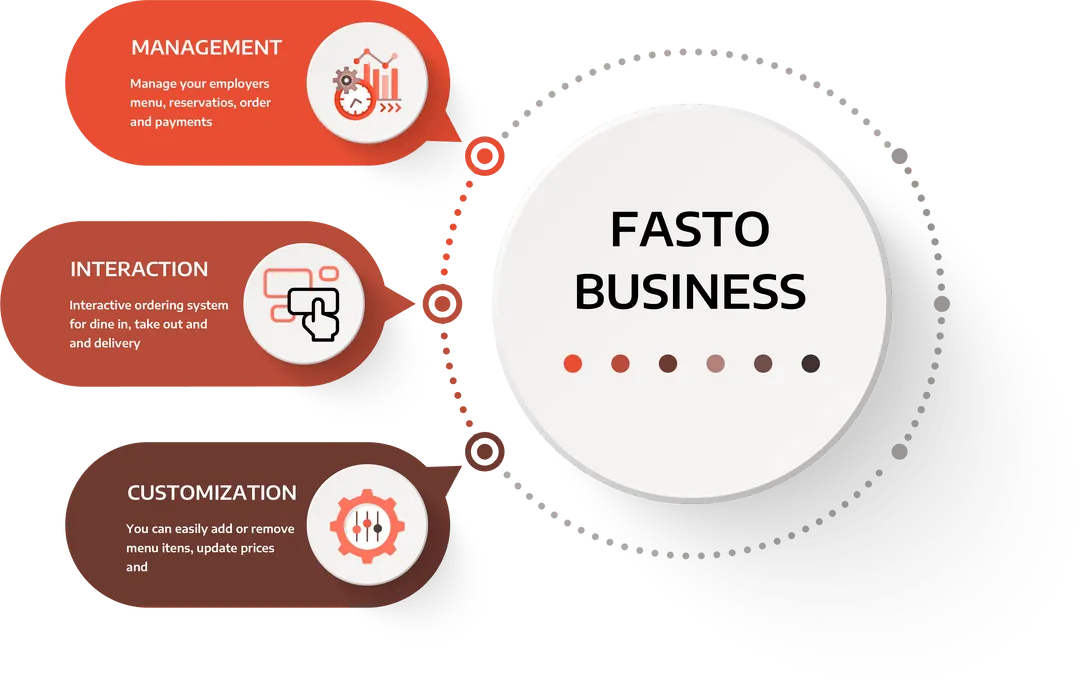 MANAGEMENT
Manage your employers
menu, reservatios, order
and payments
INTERACTION
Interactive ordering system
for dine in, take out and
and delivery
CUSTOMIZATION
You can easily add or remove
menu itens, update prices
and
FASTO
BUSINESS